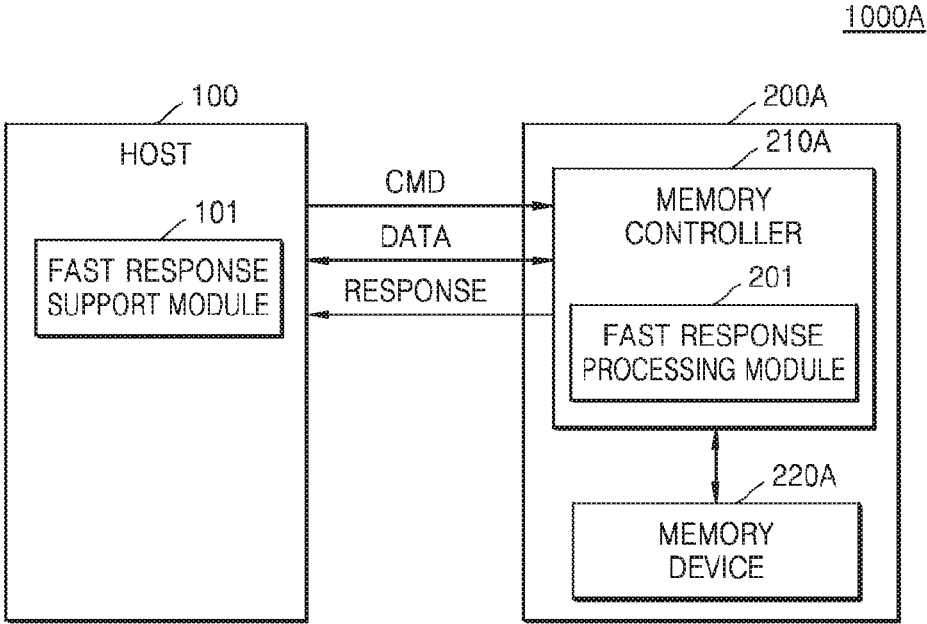 1000A
100
HOST
101
FAST RESPONSE
SUPPORT MODULE
CMD
DATA
RESPONSE
200A
210A
MEMORY
CONTROLLER
201
FAST RESPONSE
PROCESSING MODULE
220A
MEMORY
DEVICE